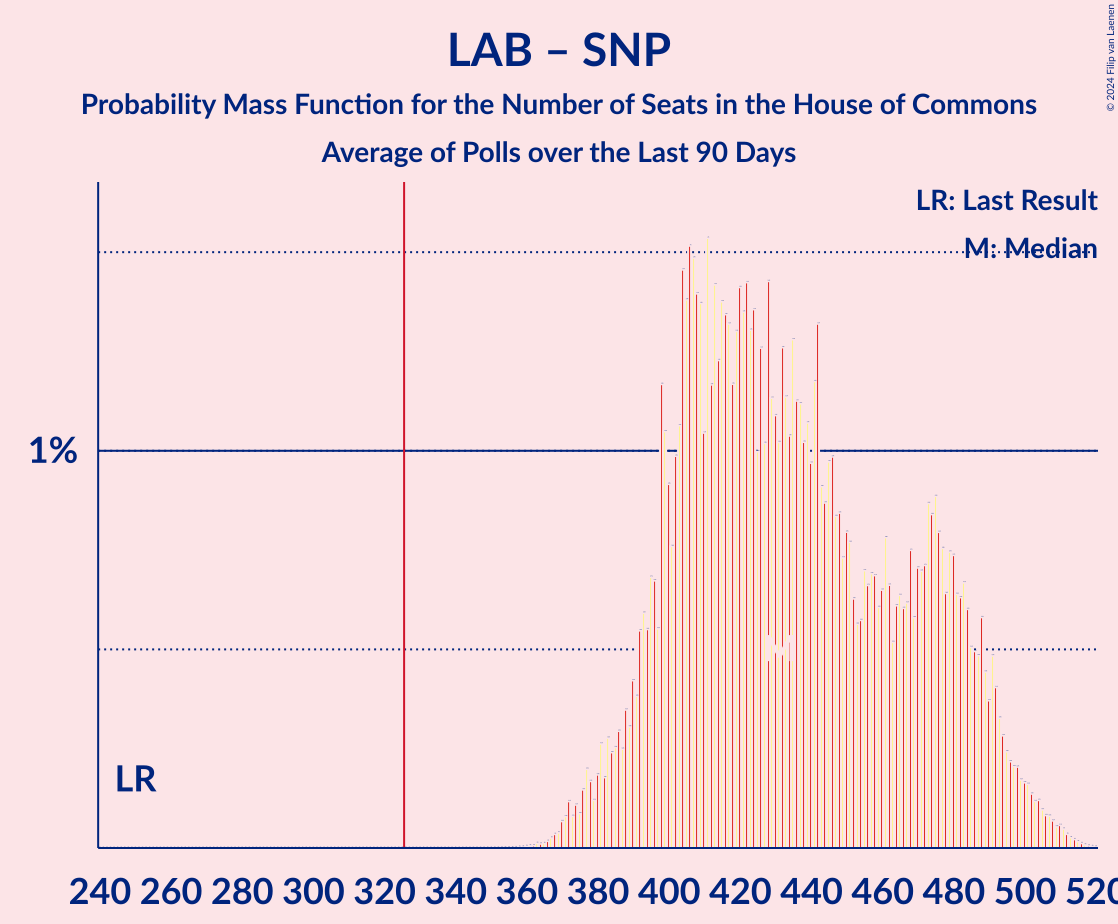 LAB – SNP
Probability Mass Function for the Number of Seats in the House of Commons
Average of Polls over the Last 90 Days
© 2024 Filip van Laenen
LR: Last Result
M: Median
1%
M
LR
240 260 280 300 320 340 360 380 400 420 440 460 480 500 520